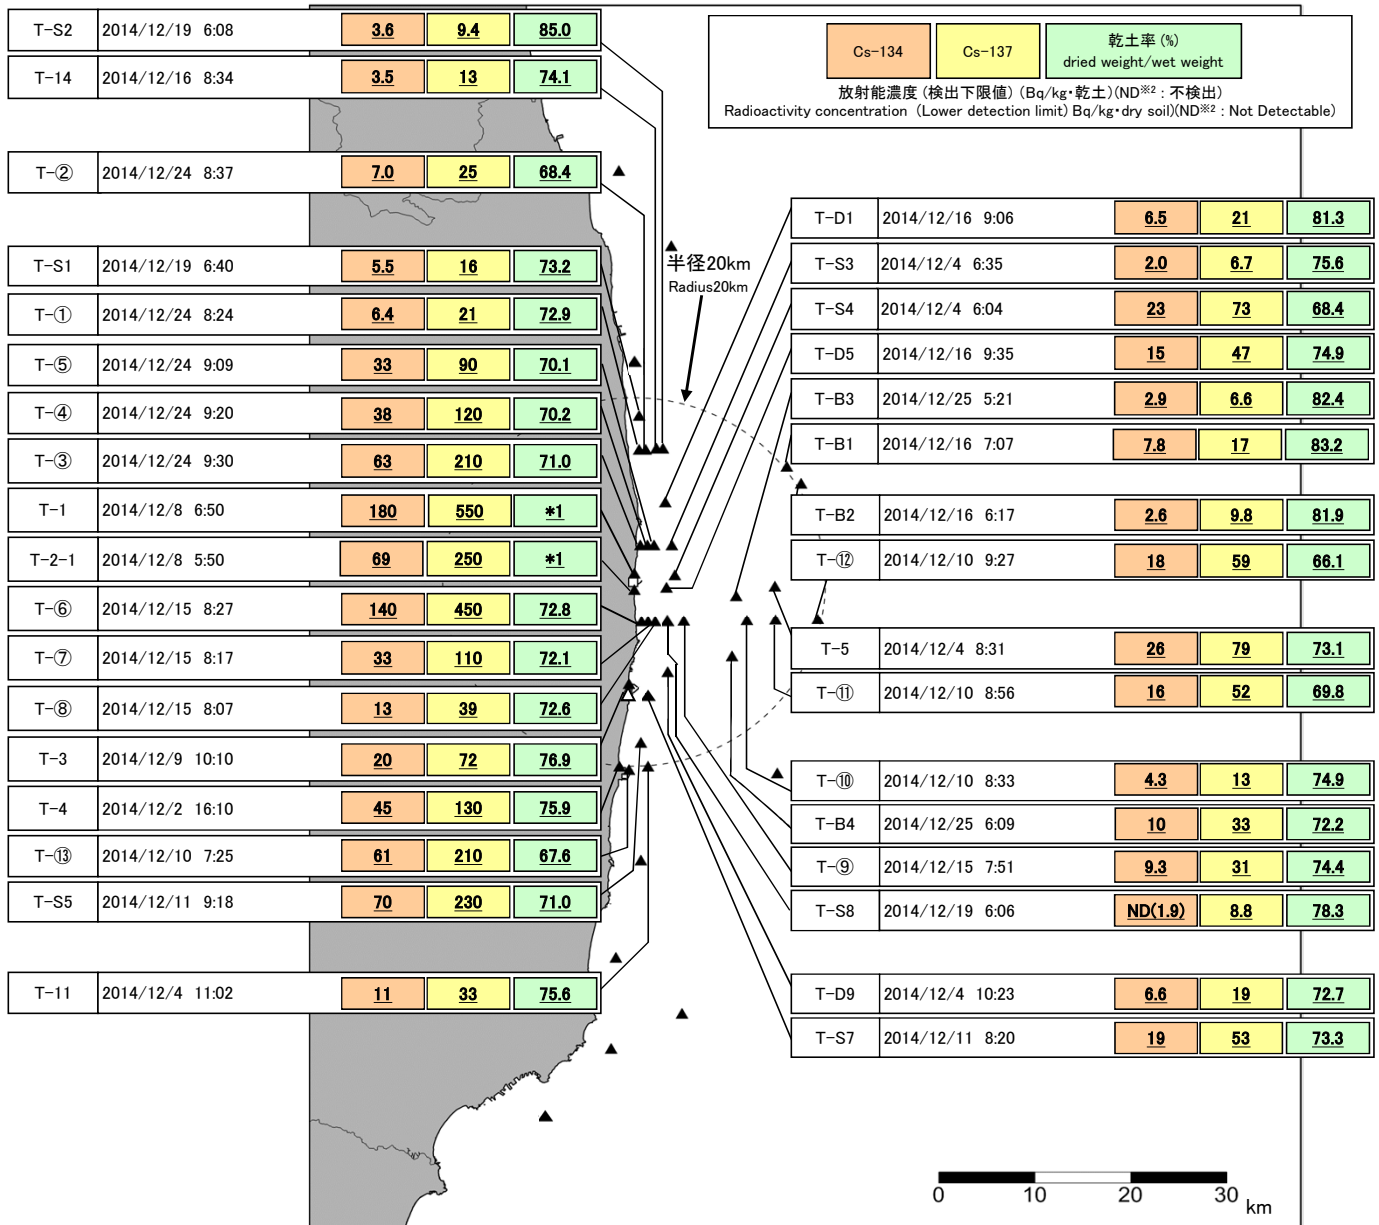 T-S2 2014/12/19 6:08 3.6 9.4 85.0
T-14 2014/12/16 8:34 3.5 13 74.1
T-② 2014/12/24 8:37 7.0 25 68.4
T-S1 2014/12/19 6:40 5.5 16 73.2
T-① 2014/12/24 8:24 6.4 21 72.9
T-⑤ 2014/12/24 9:09 33 90 70.1
T-④ 2014/12/24 9:20 38 120 70.2
T-③ 2014/12/24 9:30 63 210 71.0
T-1 2014/12/8 6:50 180 550 *1
T-2-1 2014/12/8 5:50 69 250 *1
T-⑥ 2014/12/15 8:27 140 450 72.8
T-⑦ 2014/12/15 8:17 33 110 72.1
T-⑧ 2014/12/15 8:07 13 39 72.6
T-3 2014/12/9 10:10 20 72 76.9
T-4 2014/12/2 16:10 45 130 75.9
T-⑬ 2014/12/10 7:25 61 210 67.6
T-S5 2014/12/11 9:18 70 230 71.0
T-11 2014/12/4 11:02 11 33 75.6
半径20km
Radius20km
Cs-134 Cs-137 乾土率 (%)
dried weight/wet weight
放射能濃度 (検出下限値) (Bq/kg・乾土)(ND※2 : 不検出)
Radioactivity concentration (Lower detection limit) Bq/kg・dry soil)(ND※2 : Not Detectable)
T-D1 2014/12/16 9:06 6.5 21 81.3
T-S3 2014/12/4 6:35 2.0 6.7 75.6
T-S4 2014/12/4 6:04 23 73 68.4
T-D5 2014/12/16 9:35 15 47 74.9
T-B3 2014/12/25 5:21 2.9 6.6 82.4
T-B1 2014/12/16 7:07 7.8 17 83.2
T-B2 2014/12/16 6:17 2.6 9.8 81.9
T-⑫ 2014/12/10 9:27 18 59 66.1
T-5 2014/12/4 8:31 26 79 73.1
T-⑪ 2014/12/10 8:56 16 52 69.8
T-⑩ 2014/12/10 8:33 4.3 13 74.9
T-B4 2014/12/25 6:09 10 33 72.2
T-⑨ 2014/12/15 7:51 9.3 31 74.4
T-S8 2014/12/19 6:06 ND(1.9) 8.8 78.3
T-D9 2014/12/4 10:23 6.6 19 72.7
T-S7 2014/12/11 8:20 19 53 73.3
0 10 20 30 km